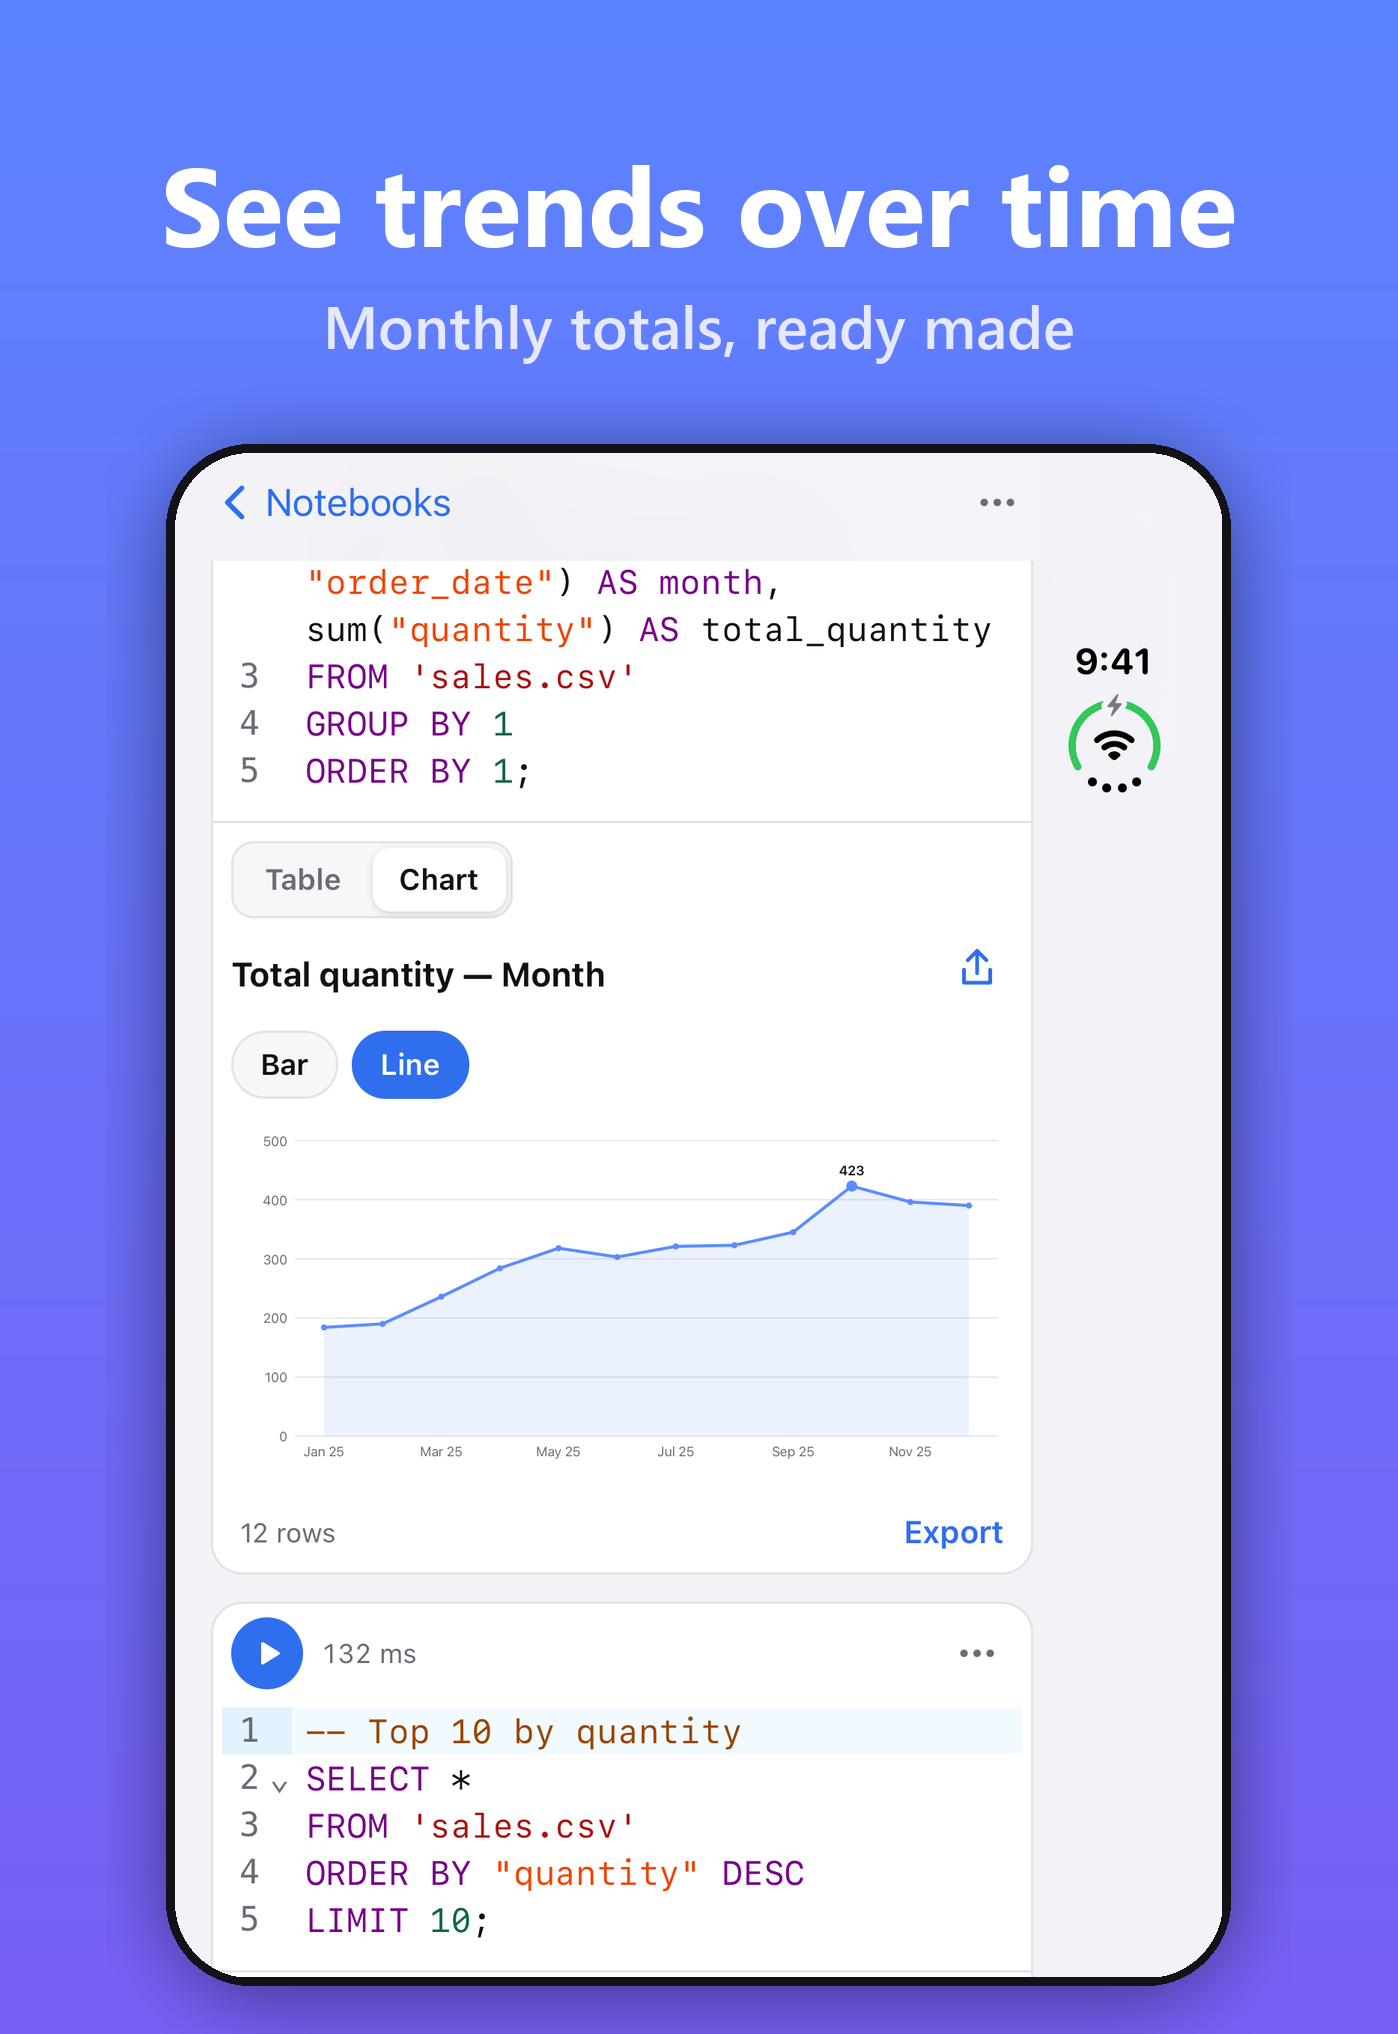 See trends over time
Monthly totals, ready made
Notebooks
"order_date") AS month,
sum("quantity") AS total_quantity
3 FROM 'sales.csv'
4 GROUP BY 1
5 ORDER BY 1;
9:41
Table Chart
Total quantity — Month
Bar Line
500
423
400
300
200
100
0
Jan 25 Mar 25 May 25 Jul 25 Sep 25 Nov 25
12 rows Export
132 ms
1 -- Top 10 by quantity
2 SELECT *
3 FROM 'sales.csv'
4 ORDER BY "quantity" DESC
5 LIMIT 10;